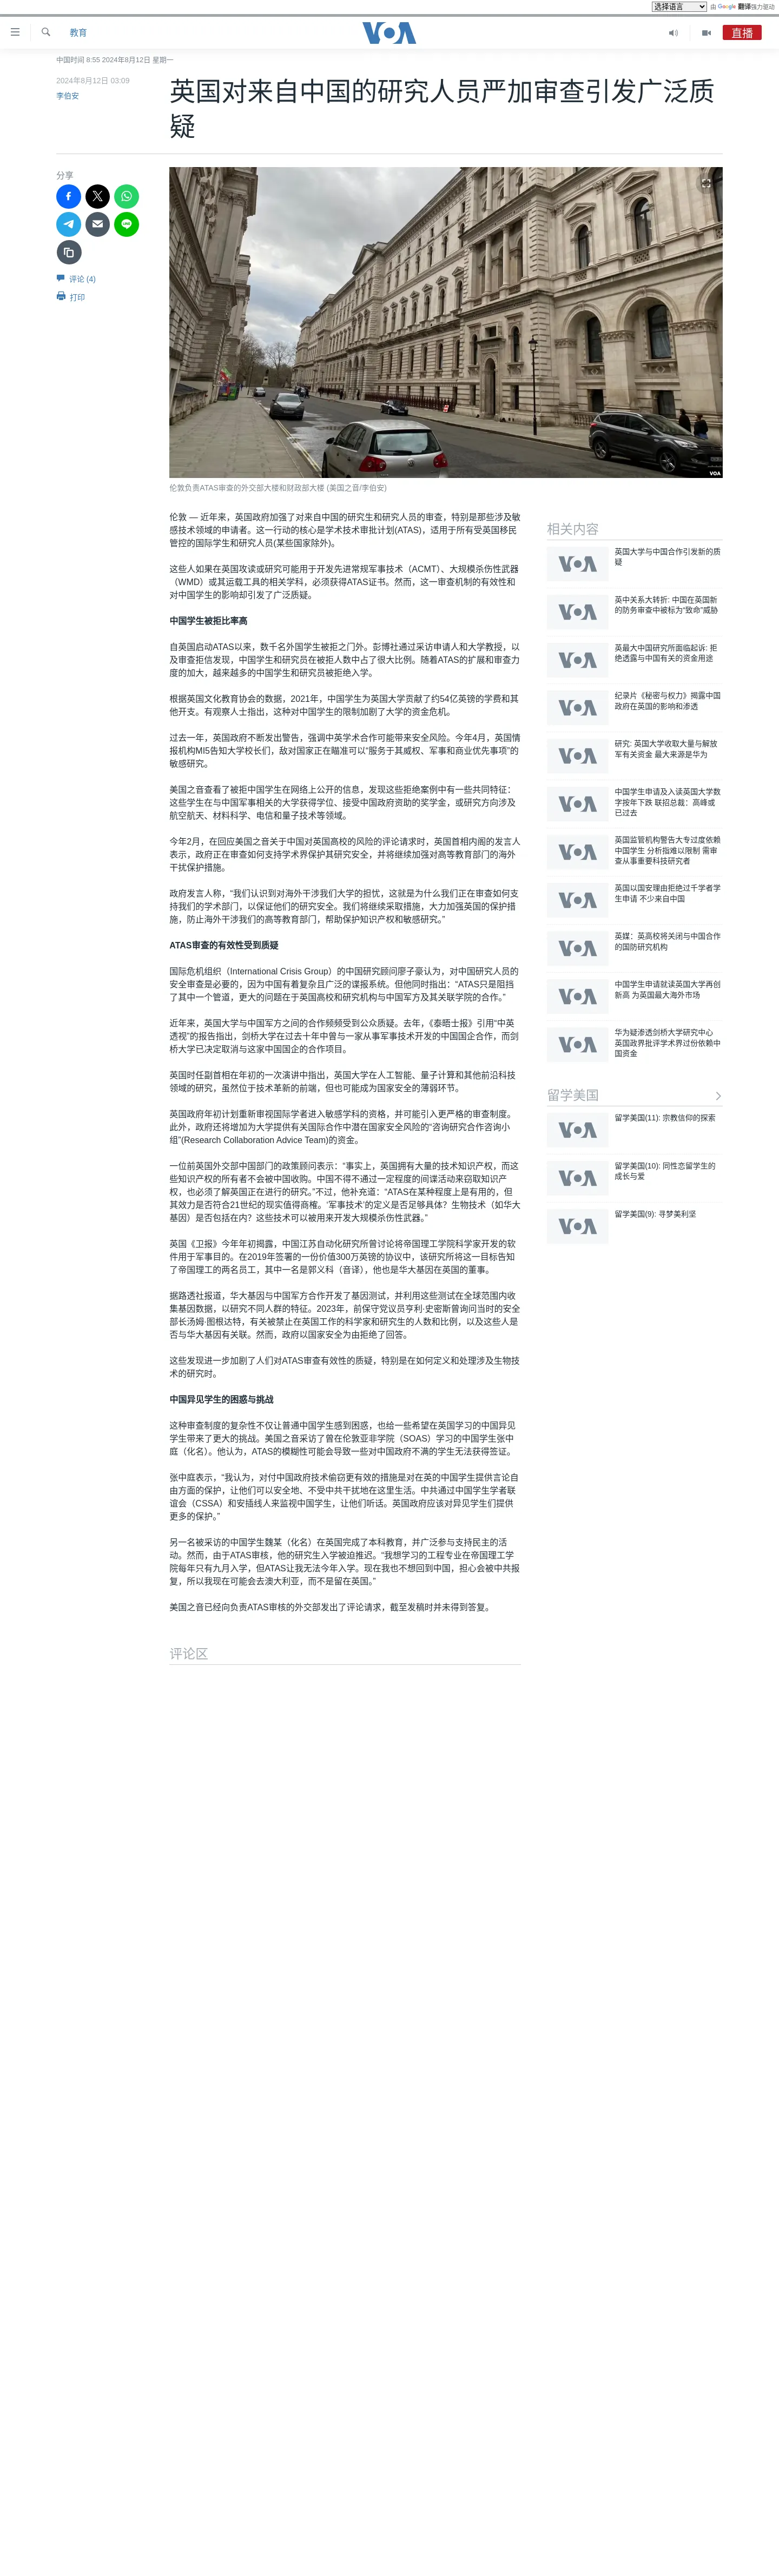 选择语言 由 Google 翻译强力驱动
教育
VOA
直播
中国时间 8:55 2024年8月12日 星期一
2024年8月12日 03:09
李伯安
英国对来自中国的研究人员严加审查引发广泛质
疑
分享
评论 (4)
打印
VOA
伦敦负责ATAS审查的外交部大楼和财政部大楼 (美国之音/李伯安)
伦敦 — 近年来，英国政府加强了对来自中国的研究生和研究人员的审查，特别是那些涉及敏
感技术领域的申请者。这一行动的核心是学术技术审批计划(ATAS)，适用于所有受英国移民
管控的国际学生和研究人员(某些国家除外)。
这些人如果在英国攻读或研究可能用于开发先进常规军事技术（ACMT）、大规模杀伤性武器
（WMD）或其运载工具的相关学科，必须获得ATAS证书。然而，这一审查机制的有效性和
对中国学生的影响却引发了广泛质疑。
中国学生被拒比率高
自英国启动ATAS以来，数千名外国学生被拒之门外。彭博社通过采访申请人和大学教授，以
及审查拒信发现，中国学生和研究员在被拒人数中占了很大比例。随着ATAS的扩展和审查力
度的加大，越来越多的中国学生和研究员被拒绝入学。
根据英国文化教育协会的数据，2021年，中国学生为英国大学贡献了约54亿英镑的学费和其
他开支。有观察人士指出，这种对中国学生的限制加剧了大学的资金危机。
过去一年，英国政府不断发出警告，强调中英学术合作可能带来安全风险。今年4月，英国情
报机构MI5告知大学校长们，敌对国家正在瞄准可以“服务于其威权、军事和商业优先事项”的
敏感研究。
美国之音查看了被拒中国学生在网络上公开的信息，发现这些拒绝案例中有一些共同特征：
这些学生在与中国军事相关的大学获得学位、接受中国政府资助的奖学金，或研究方向涉及
航空航天、材料科学、电信和量子技术等领域。
今年2月，在回应美国之音关于中国对英国高校的风险的评论请求时，英国首相内阁的发言人
表示，政府正在审查如何支持学术界保护其研究安全，并将继续加强对高等教育部门的海外
干扰保护措施。
政府发言人称，“我们认识到对海外干涉我们大学的担忧，这就是为什么我们正在审查如何支
持我们的学术部门，以保证他们的研究安全。我们将继续采取措施，大力加强英国的保护措
施，防止海外干涉我们的高等教育部门，帮助保护知识产权和敏感研究。”
ATAS审查的有效性受到质疑
国际危机组织（International Crisis Group）的中国研究顾问廖子豪认为，对中国研究人员的
安全审查是必要的，因为中国有着复杂且广泛的谍报系统。但他同时指出：“ATAS只是阻挡
了其中一个管道，更大的问题在于英国高校和研究机构与中国军方及其关联学院的合作。”
近年来，英国大学与中国军方之间的合作频频受到公众质疑。去年，《泰晤士报》引用“中英
透视”的报告指出，剑桥大学在过去十年中曾与一家从事军事技术开发的中国国企合作，而剑
桥大学已决定取消与这家中国国企的合作项目。
英国时任副首相在年初的一次演讲中指出，英国大学在人工智能、量子计算和其他前沿科技
领域的研究，虽然位于技术革新的前端，但也可能成为国家安全的薄弱环节。
英国政府年初计划重新审视国际学者进入敏感学科的资格，并可能引入更严格的审查制度。
此外，政府还将增加为大学提供有关国际合作中潜在国家安全风险的“咨询研究合作咨询小
组”(Research Collaboration Advice Team)的资金。
一位前英国外交部中国部门的政策顾问表示：“事实上，英国拥有大量的技术知识产权，而这
些知识产权的所有者不会被中国收购。中国不得不通过一定程度的间谍活动来窃取知识产
权，也必须了解英国正在进行的研究。”不过，他补充道：“ATAS在某种程度上是有用的，但
其效力是否符合21世纪的现实值得商榷。‘军事技术’的定义是否足够具体？生物技术（如华大
基因）是否包括在内？这些技术可以被用来开发大规模杀伤性武器。”
英国《卫报》今年年初揭露，中国江苏自动化研究所曾讨论将帝国理工学院科学家开发的软
件用于军事目的。在2019年签署的一份价值300万英镑的协议中，该研究所将这一目标告知
了帝国理工的两名员工，其中一名是郭义科（音译），他也是华大基因在英国的董事。
据路透社报道，华大基因与中国军方合作开发了基因测试，并利用这些测试在全球范围内收
集基因数据，以研究不同人群的特征。2023年，前保守党议员亨利·史密斯曾询问当时的安全
部长汤姆·图根达特，有关被禁止在英国工作的科学家和研究生的人数和比例，以及这些人是
否与华大基因有关联。然而，政府以国家安全为由拒绝了回答。
这些发现进一步加剧了人们对ATAS审查有效性的质疑，特别是在如何定义和处理涉及生物技
术的研究时。
中国异见学生的困惑与挑战
这种审查制度的复杂性不仅让普通中国学生感到困惑，也给一些希望在英国学习的中国异见
学生带来了更大的挑战。美国之音采访了曾在伦敦亚非学院（SOAS）学习的中国学生张中
庭（化名）。他认为，ATAS的模糊性可能会导致一些对中国政府不满的学生无法获得签证。
张中庭表示，“我认为，对付中国政府技术偷窃更有效的措施是对在英的中国学生提供言论自
由方面的保护，让他们可以安全地、不受中共干扰地在这里生活。中共通过中国学生学者联
谊会（CSSA）和安插线人来监视中国学生，让他们听话。英国政府应该对异见学生们提供
更多的保护。”
另一名被采访的中国学生魏某（化名）在英国完成了本科教育，并广泛参与支持民主的活
动。然而，由于ATAS审核，他的研究生入学被迫推迟。“我想学习的工程专业在帝国理工学
院每年只有九月入学，但ATAS让我无法今年入学。现在我也不想回到中国，担心会被中共报
复，所以我现在可能会去澳大利亚，而不是留在英国。”
美国之音已经向负责ATAS审核的外交部发出了评论请求，截至发稿时并未得到答复。
评论区
相关内容
VOA
英国大学与中国合作引发新的质
疑
VOA
英中关系大转折: 中国在英国新
的防务审查中被标为“致命”威胁
VOA
英最大中国研究所面临起诉: 拒
绝透露与中国有关的资金用途
VOA
纪录片《秘密与权力》揭露中国
政府在英国的影响和渗透
VOA
研究: 英国大学收取大量与解放
军有关资金 最大来源是华为
VOA
中国学生申请及入读英国大学数
字按年下跌 联招总裁：高峰或
已过去
VOA
英国监管机构警告大专过度依赖
中国学生 分析指难以限制 需审
查从事重要科技研究者
VOA
英国以国安理由拒绝过千学者学
生申请 不少来自中国
VOA
英媒：英高校将关闭与中国合作
的国防研究机构
VOA
中国学生申请就读英国大学再创
新高 为英国最大海外市场
VOA
华为疑渗透剑桥大学研究中心
英国政界批评学术界过份依赖中
国资金
留学美国
VOA
留学美国(11): 宗教信仰的探索
VOA
留学美国(10): 同性恋留学生的
成长与爱
VOA
留学美国(9): 寻梦美利坚